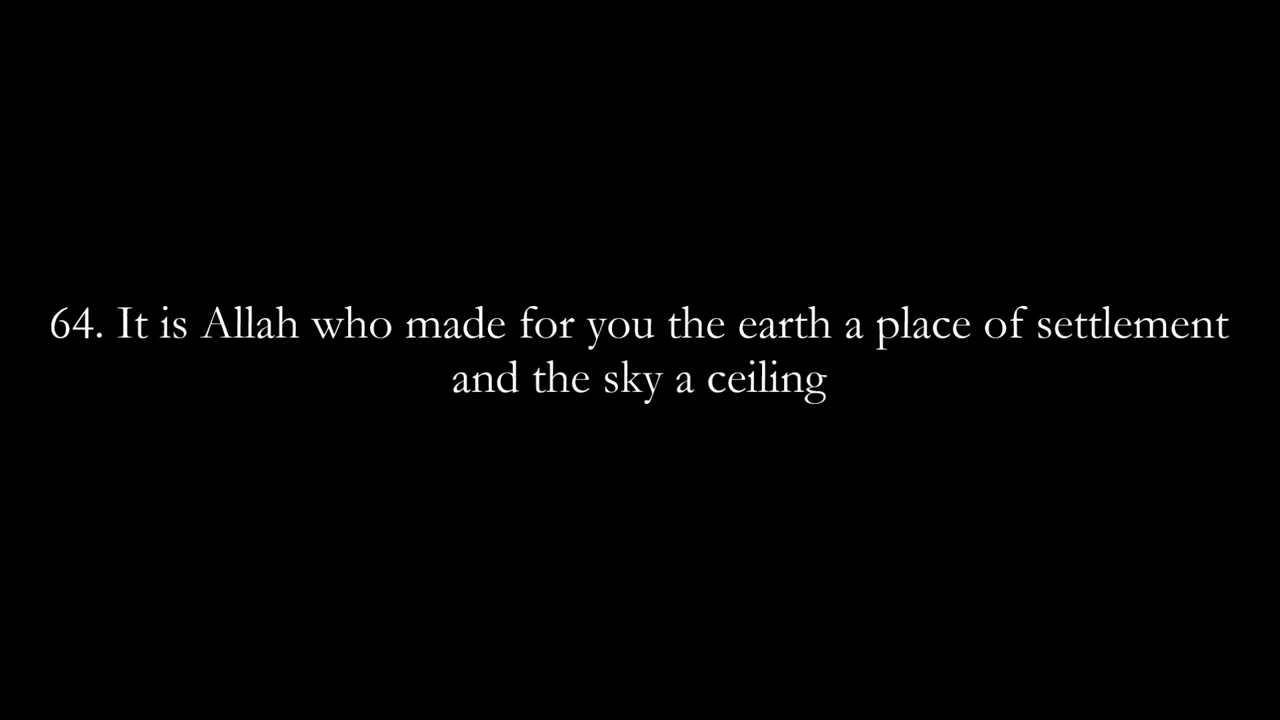 64. It is Allah who made for you the earth a place of settlement
and the sky a ceiling